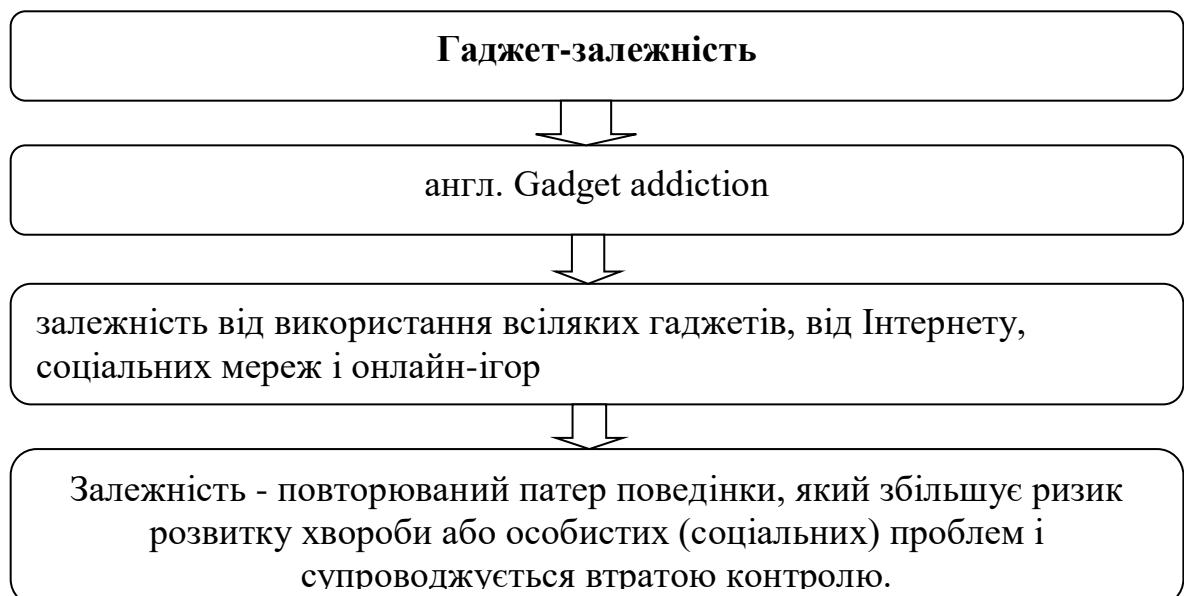 Гаджет-залежність
англ. Gadget addiction
залежність від використання всіляких гаджетів, від Інтернету,
соціальних мереж і онлайн-ігор
Залежність - повторюваний патер поведінки, який збільшує ризик
розвитку хвороби або особистих (соціальних) проблем і
супроводжується втратою контролю.